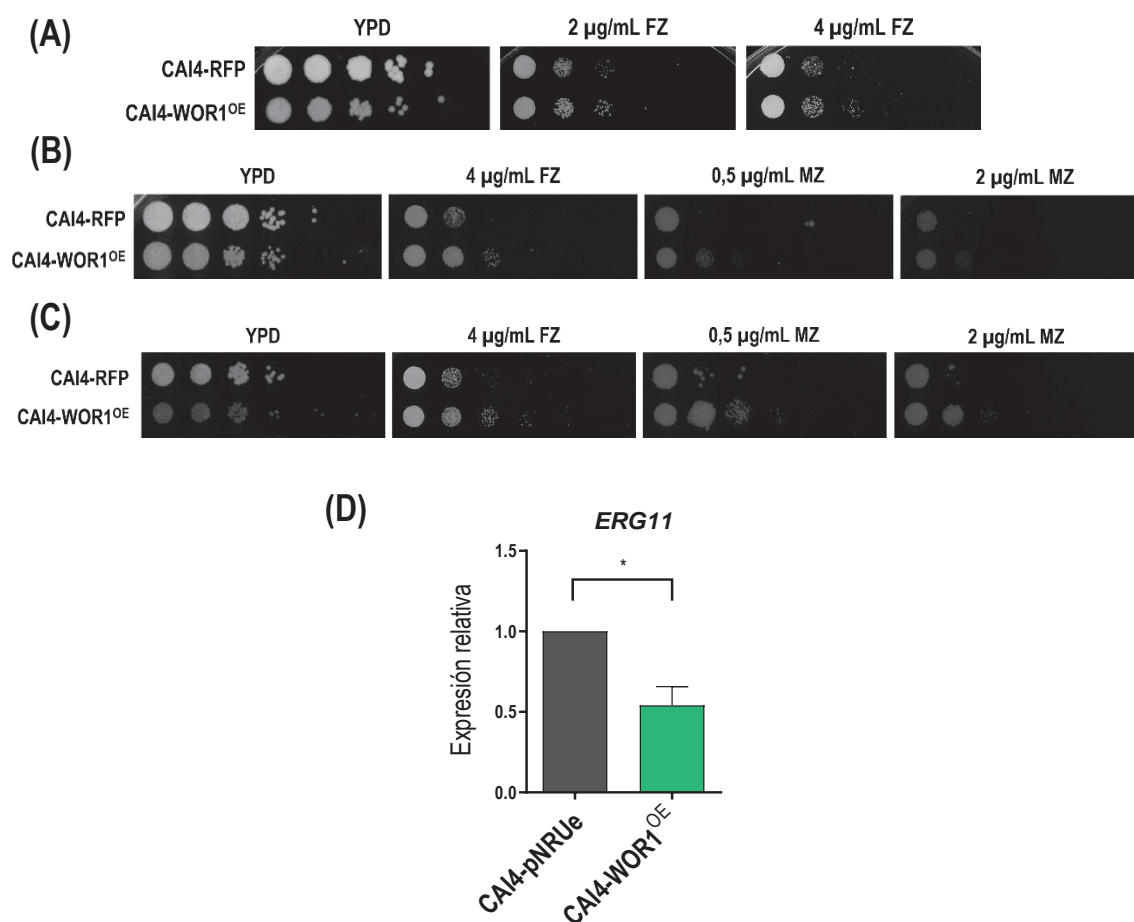 (A)
YPD
2 µg/mL FZ
4 µg/mL FZ
CAI4-RFP
CAI4-WOR1OE
(B)
YPD
4 µg/mL FZ
0,5 µg/mL MZ
2 µg/mL MZ
CAI4-RFP
CAI4-WOR1OE
(C)
YPD
4 µg/mL FZ
0,5 µg/mL MZ
2 µg/mL MZ
CAI4-RFP
CAI4-WOR1OE
(D)
ERG11
1.5
*
1.0
0.5
0.0
Expresión relativa
CAI4-pNRUe
CAI4-WOR1OE